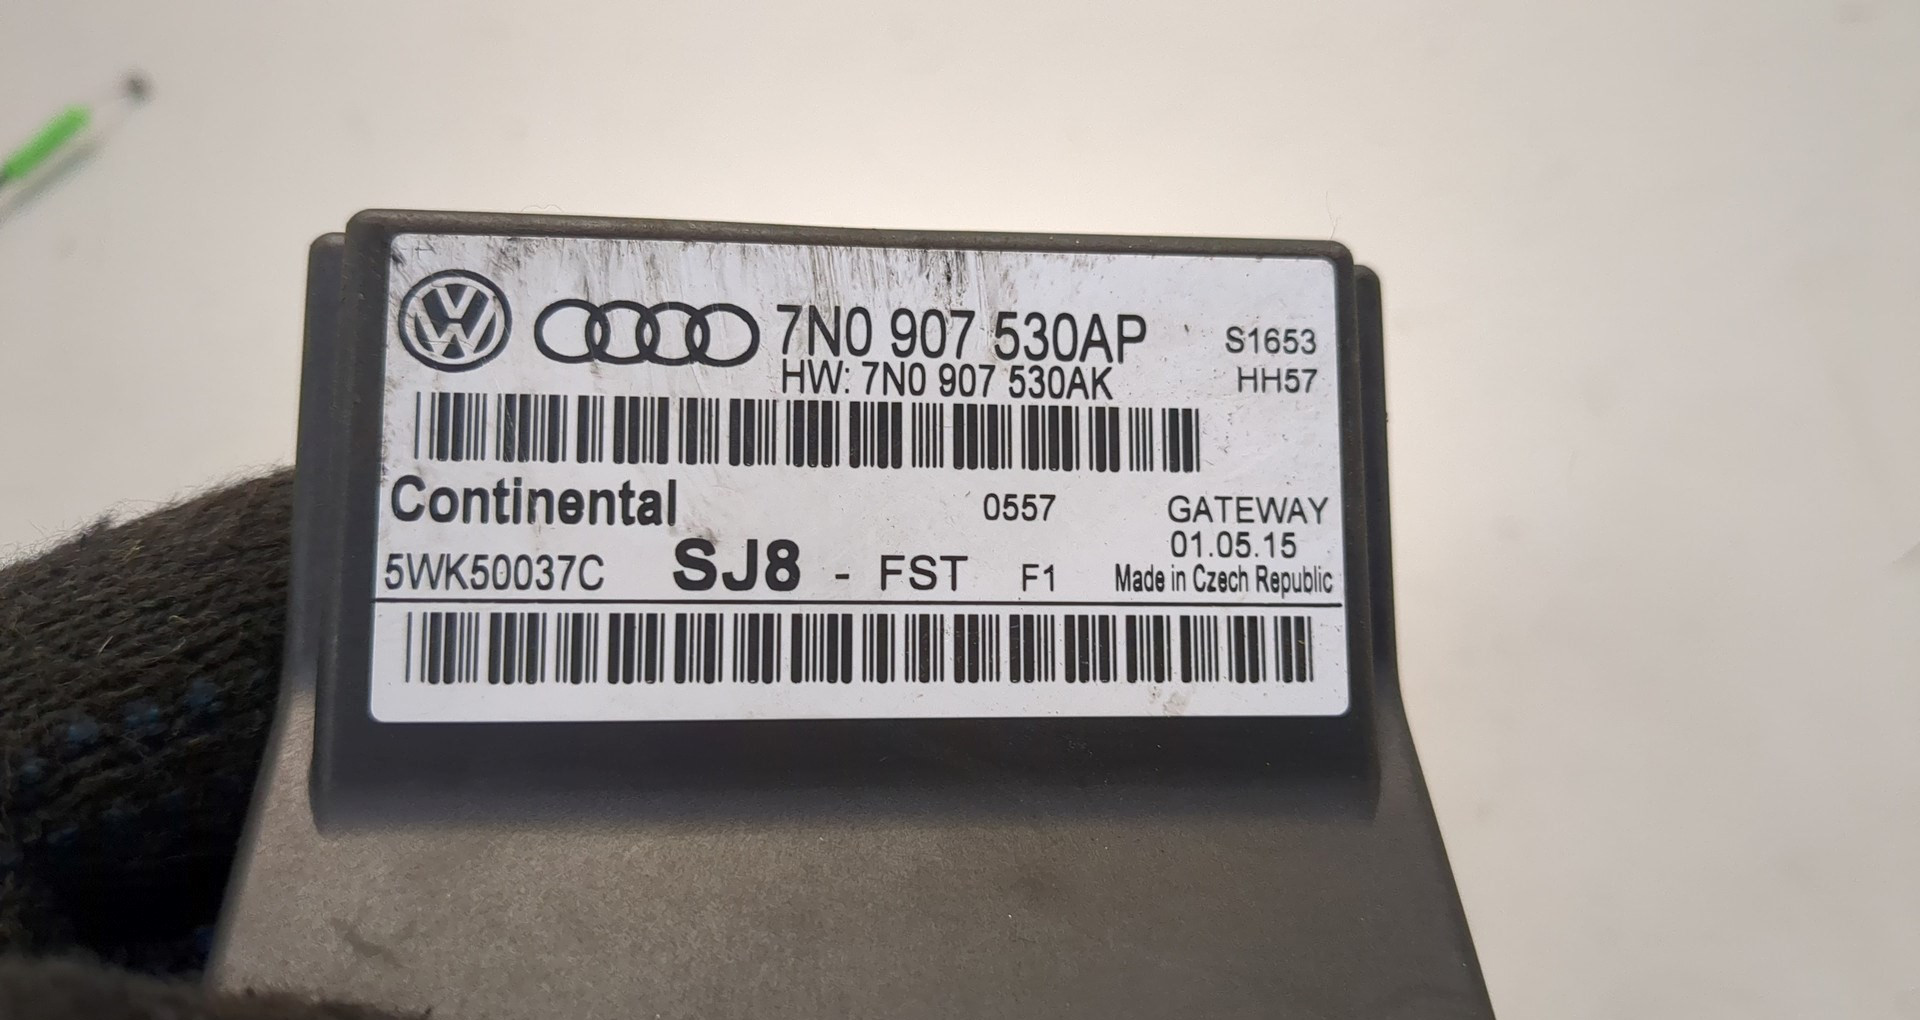 7N0 907 530AP S1653
HW: 7N0 907 530AK HH57
Continental 0557 GATEWAY
01.05.15
5WK50037C SJ8 - FST F1 Made in Czech Republic